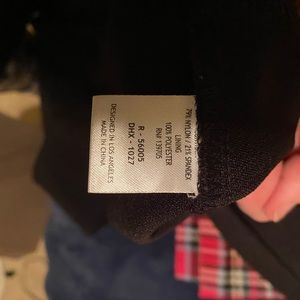 79% NYLON / 21% SPANDEX
LINING
100% POLYESTER
RN# 139705
R - 56005
DHX - 1027
DESIGNED IN LOS ANGELES
MADE IN CHINA